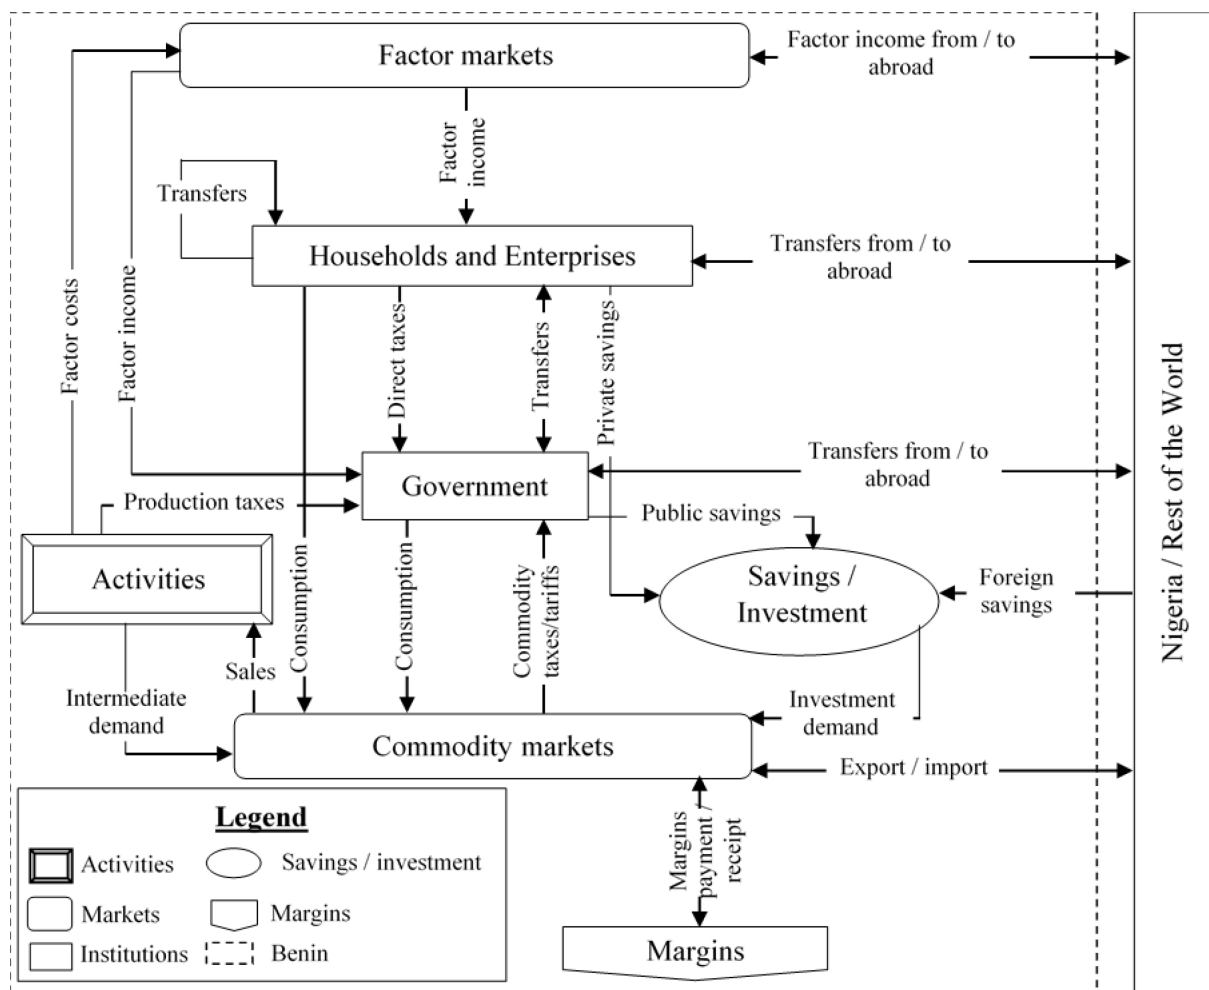 Factor markets
Factor income from / to
abroad
Factor
income
Transfers
Households and Enterprises
Transfers from / to
abroad
Factor costs
Factor income
Direct taxes
Transfers
Private savings
Nigeria / Rest of the World
Government
Transfers from / to
abroad
Production taxes
Public savings
Activities
Savings /
Investment
Foreign
savings
Consumption
Consumption
Commodity
taxes/tariffs
Sales
Intermediate
demand
Investment
demand
Commodity markets
Export / import
Margins
payment /
receipt
Margins
Legend
Activities
Savings / investment
Markets
Margins
Institutions
Benin